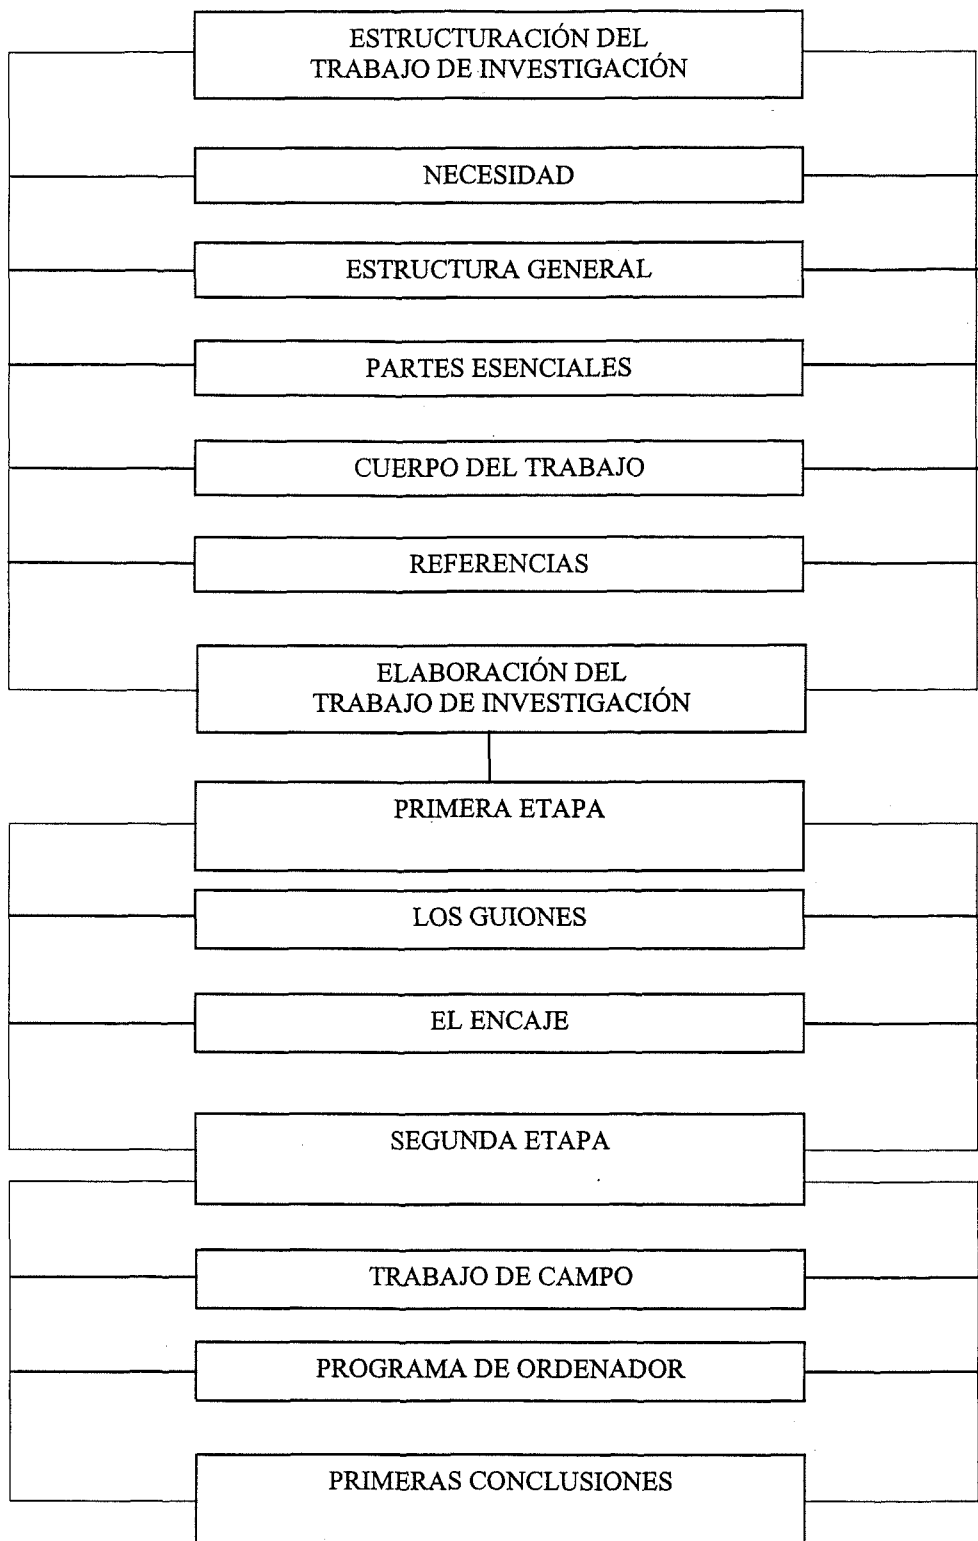 ESTRUCTURACIÓN DEL
TRABAJO DE INVESTIGACIÓN
NECESIDAD
ESTRUCTURA GENERAL
PARTES ESENCIALES
CUERPO DEL TRABAJO
REFERENCIAS
ELABORACIÓN DEL
TRABAJO DE INVESTIGACIÓN
PRIMERA ETAPA
LOS GUIONES
EL ENCAJE
SEGUNDA ETAPA
TRABAJO DE CAMPO
PROGRAMA DE ORDENADOR
PRIMERAS CONCLUSIONES